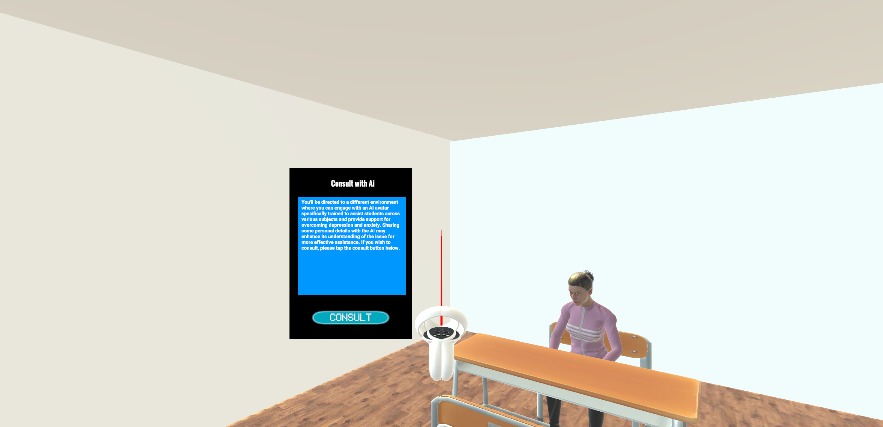 Consult with AI
You'll be directed to a different environment
where you can engage with an AI avatar
specifically trained to assist students across
various subjects and provide support for
overcoming depression and anxiety. Sharing
some personal details with the AI may
enhance its understanding of the issue for
more effective assistance. If you wish to
consult, please tap the consult button below.
CONSULT